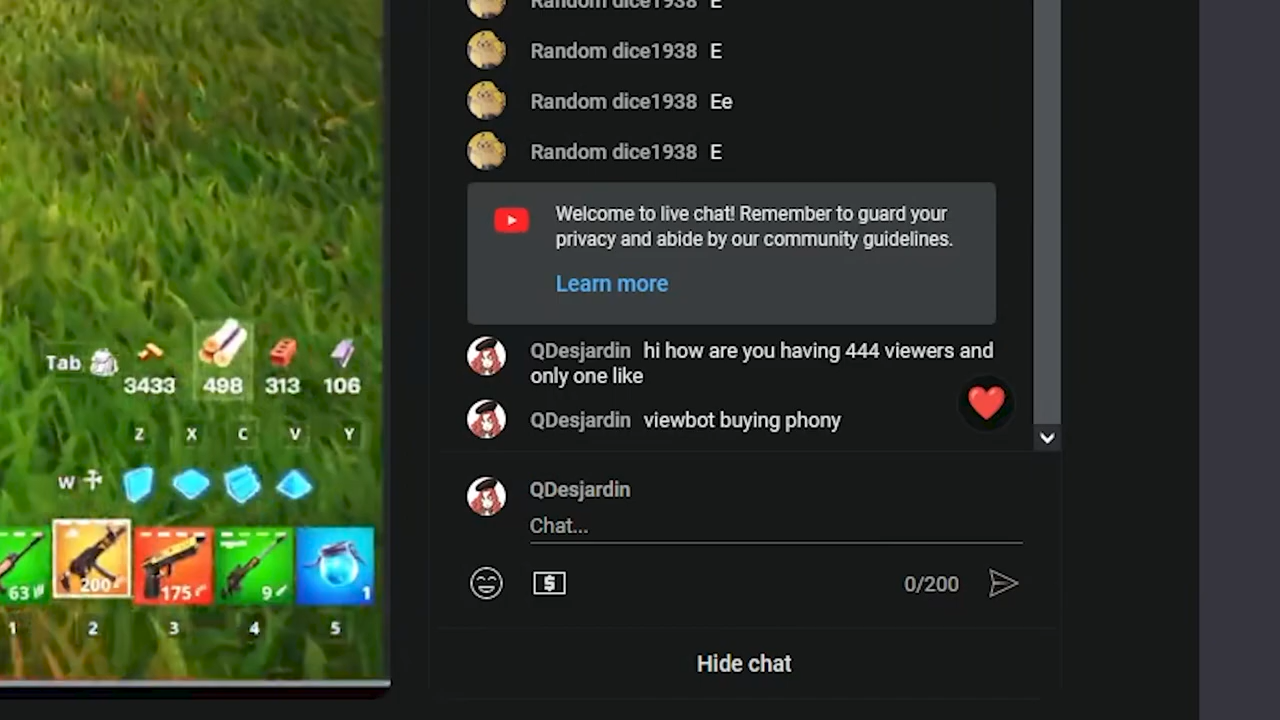 Random dice1938 E
Random dice1938 E
Random dice1938 Ee
Random dice1938 E
Welcome to live chat! Remember to guard your
privacy and abide by our community guidelines.
Learn more
QDesjardin hi how are you having 444 viewers and
only one like
QDesjardin viewbot buying phony
QDesjardin
Chat...
0/200
Hide chat
Tab
3433 498 313 106
Z X C V Y
W
63 200 175 9 1
1 2 3 4 5